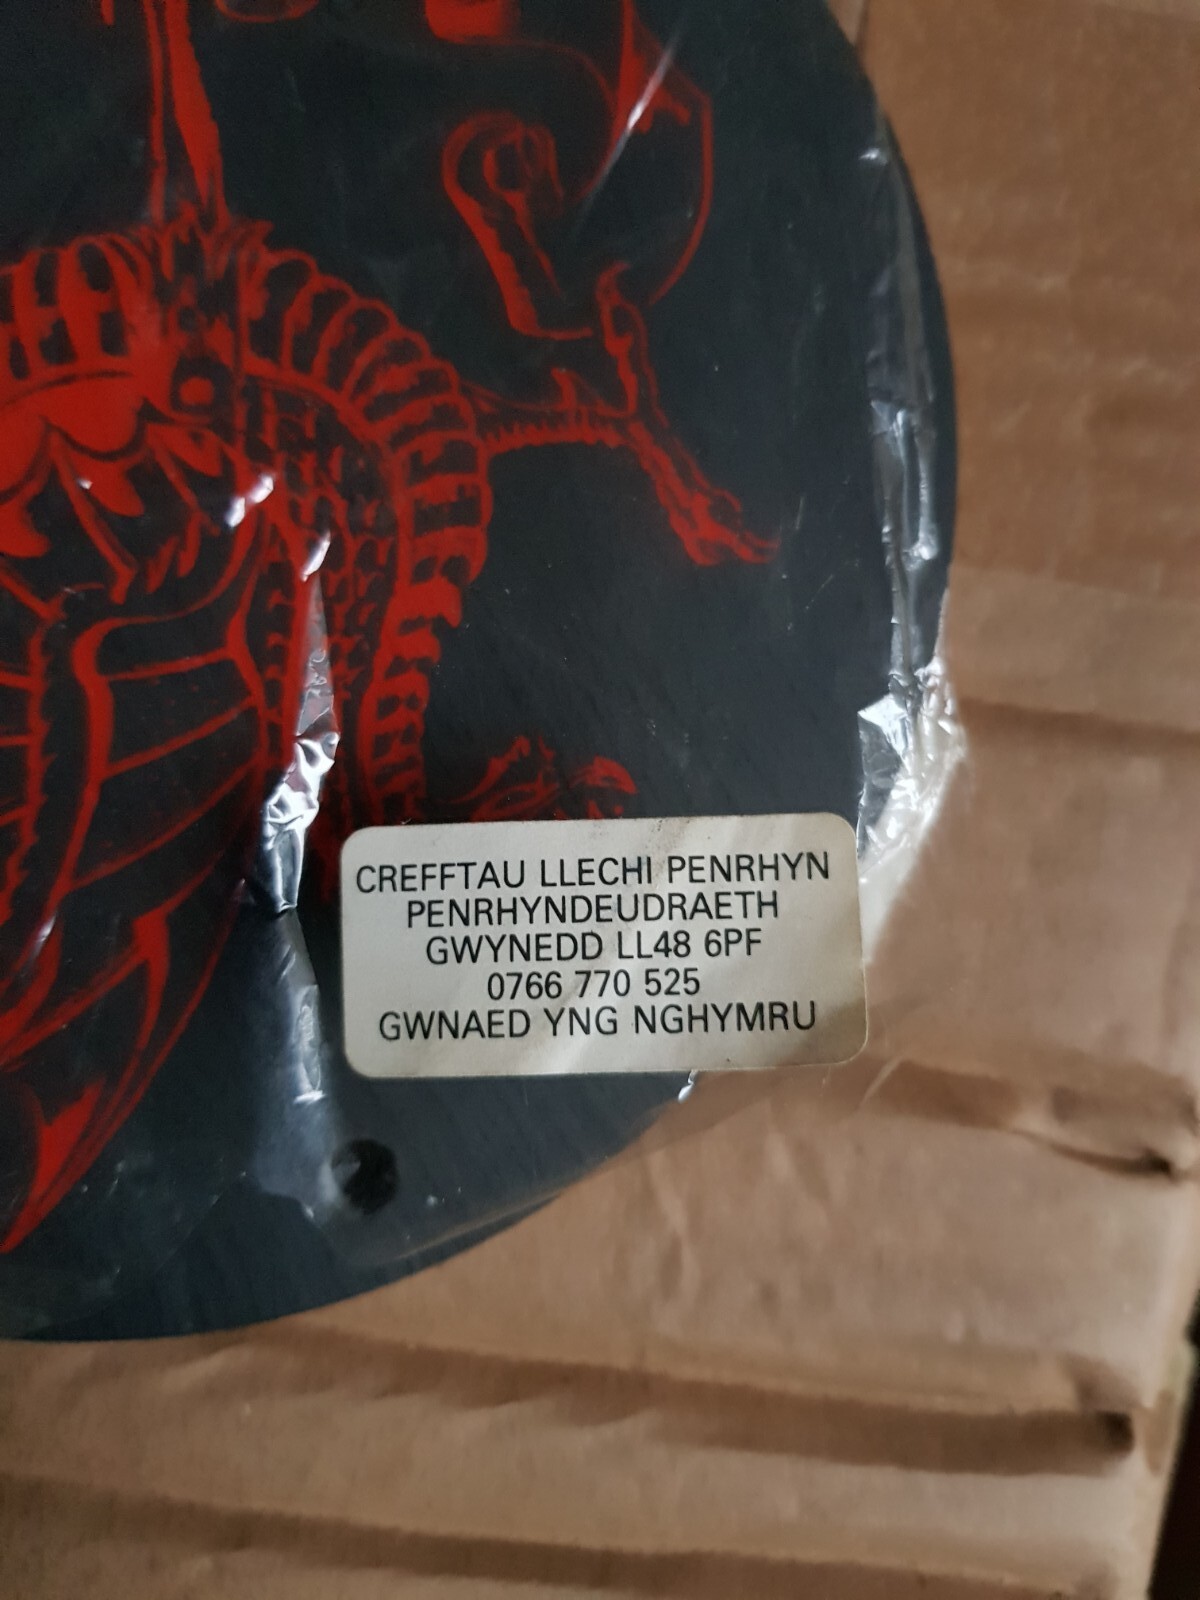 CREFFTAU LLECHI PENRHYN
PENRHYNDEUDRAETH
GWYNEDD LL48 6PF
0766 770 525
GWNAED YNG NGHYMRU